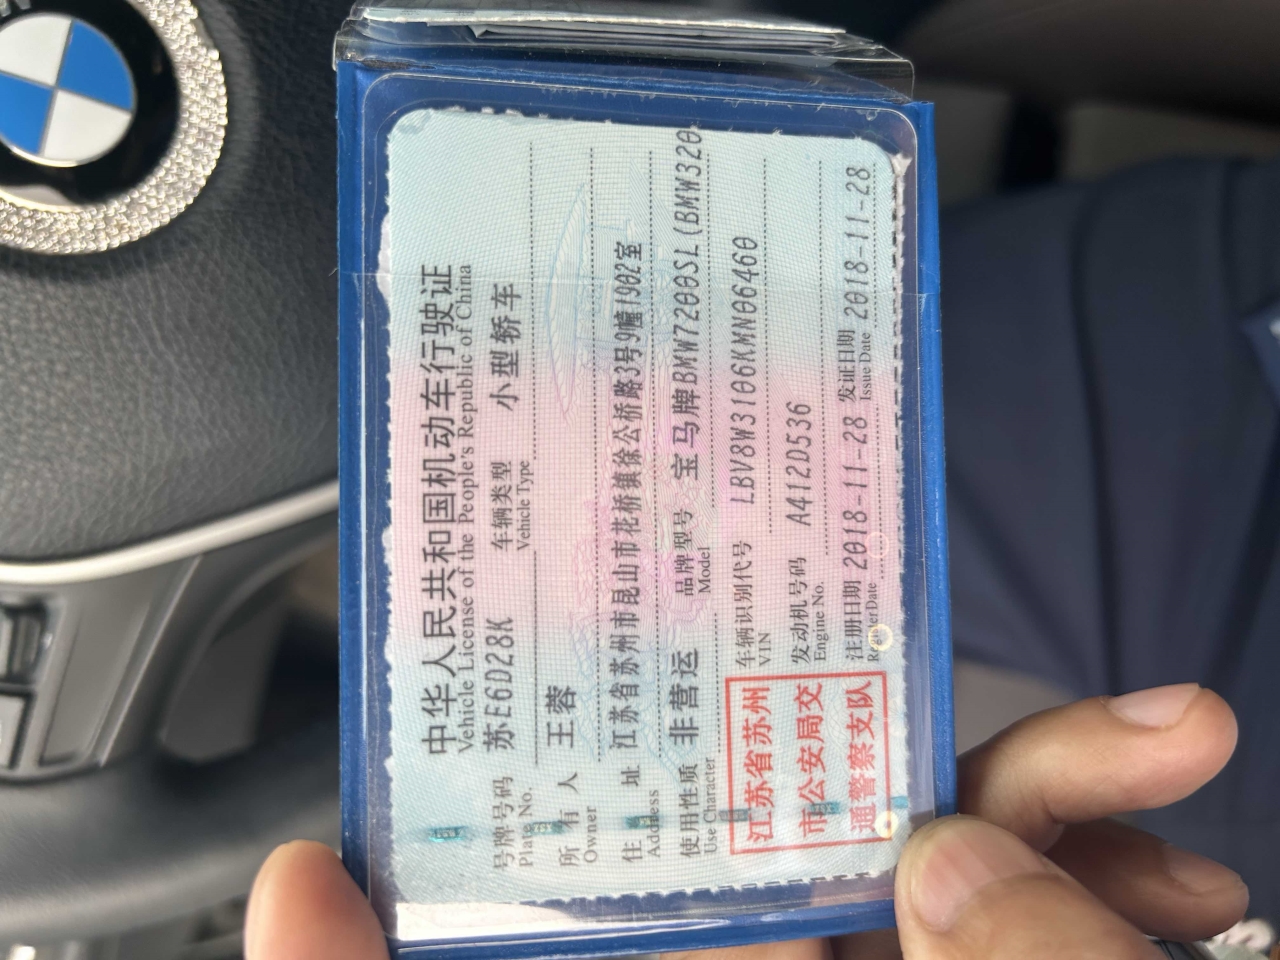 中华人民共和国机动车行驶证
Vehicle License of the People's Republic of China
号牌号码 苏E6D28K 车辆类型 小型轿车
Plate No. Vehicle Type
所有人 王蓉
Owner
住址 江苏省苏州市昆山市花桥镇徐公桥路3号9幢1902室
Address
使用性质 非营运 品牌型号 宝马牌BMW7200SL(BMW320
Use Character Model
江苏省苏州市公安局交通警察支队
车辆识别代号 LBV8W3106KMN06460
VIN
发动机号码 A412D536
Engine No.
注册日期 2018-11-28 发证日期 2018-11-28
Register Date Issue Date